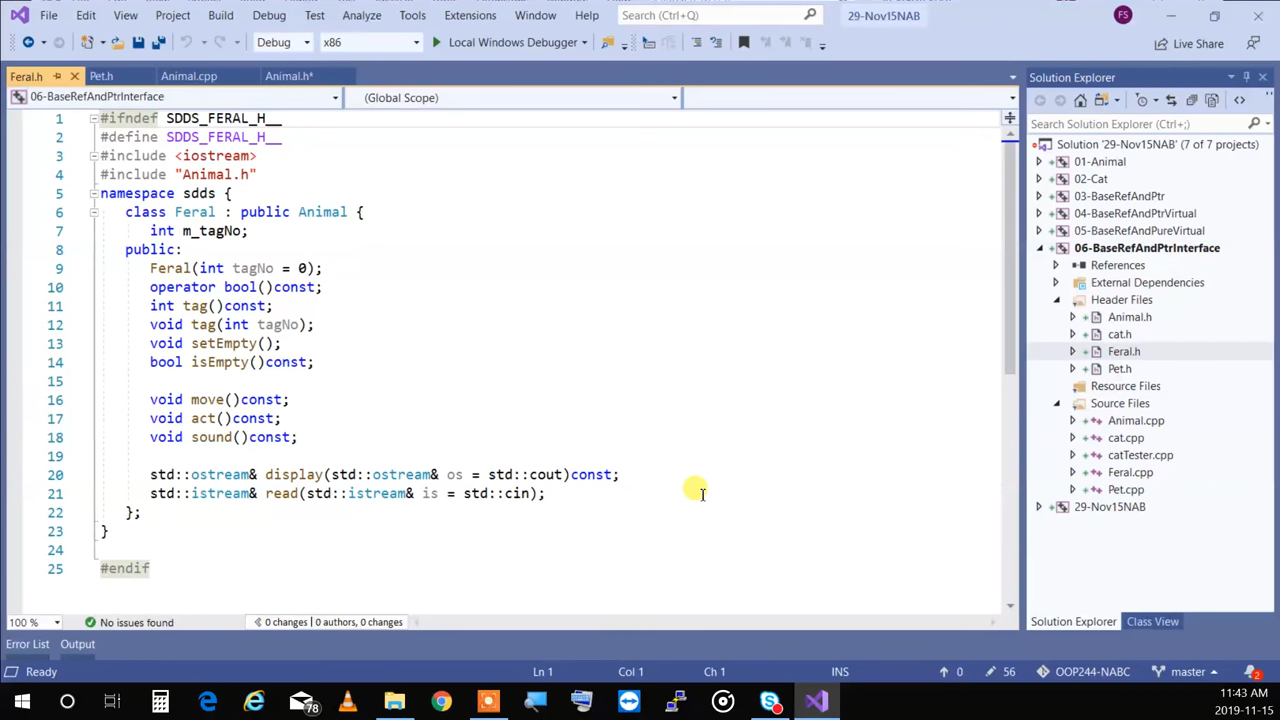 File Edit View Project Build Debug Test Analyze Tools Extensions Window Help Search (Ctrl+Q) 29-Nov15NAB FS
Debug x86 Local Windows Debugger Live Share
Feral.h Pet.h Animal.cpp Animal.h*
06-BaseRefAndPtrInterface (Global Scope)
1 #ifndef SDDS_FERAL_H__
2 #define SDDS_FERAL_H__
3 #include <iostream>
4 #include "Animal.h"
5 namespace sdds {
6 class Feral : public Animal {
7 int m_tagNo;
8 public:
9 Feral(int tagNo = 0);
10 operator bool()const;
11 int tag()const;
12 void tag(int tagNo);
13 void setEmpty();
14 bool isEmpty()const;
15
16 void move()const;
17 void act()const;
18 void sound()const;
19
20 std::ostream& display(std::ostream& os = std::cout)const;
21 std::istream& read(std::istream& is = std::cin);
22 };
23 }
24
25 #endif
100 % No issues found 0 changes | 0 authors, 0 changes
Solution Explorer
Search Solution Explorer (Ctrl+;)
Solution '29-Nov15NAB' (7 of 7 projects)
01-Animal
02-Cat
03-BaseRefAndPtr
04-BaseRefAndPtrVirtual
05-BaseRefAndPureVirtual
06-BaseRefAndPtrInterface
References
External Dependencies
Header Files
Animal.h
cat.h
Feral.h
Pet.h
Resource Files
Source Files
Animal.cpp
cat.cpp
catTester.cpp
Feral.cpp
Pet.cpp
29-Nov15NAB
Solution Explorer Class View
Error List Output
Ready Ln 1 Col 1 Ch 1 INS 0 56 OOP244-NABC master 2
78
11:43 AM
2019-11-15